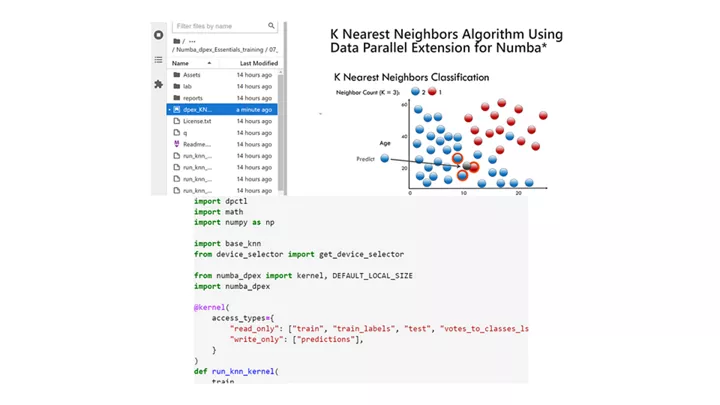 Filter files by name
/ ···
/ Numba_dpex_Essentials_training / 07_
Name Last Modified
Assets 14 hours ago
lab 14 hours ago
reports 14 hours ago
dpex_KN... a minute ago
License.txt 14 hours ago
q 14 hours ago
Readme.... 14 hours ago
run_knn_... 14 hours ago
run_knn_... 14 hours ago
run_knn_... 14 hours ago
run_knn_... 14 hours ago
K Nearest Neighbors Algorithm Using
Data Parallel Extension for Numba*
K Nearest Neighbors Classification
Neighbor Count (K = 3): 2 1
60
40
20
Age
Predict
0 10 20
import dpctl
import math
import numpy as np
import base_knn
from device_selector import get_device_selector
from numba_dpex import kernel, DEFAULT_LOCAL_SIZE
import numba_dpex
@kernel(
access_types={
"read_only": ["train", "train_labels", "test", "votes_to_classes_ls
"write_only": ["predictions"],
}
)
def run_knn_kernel(
train